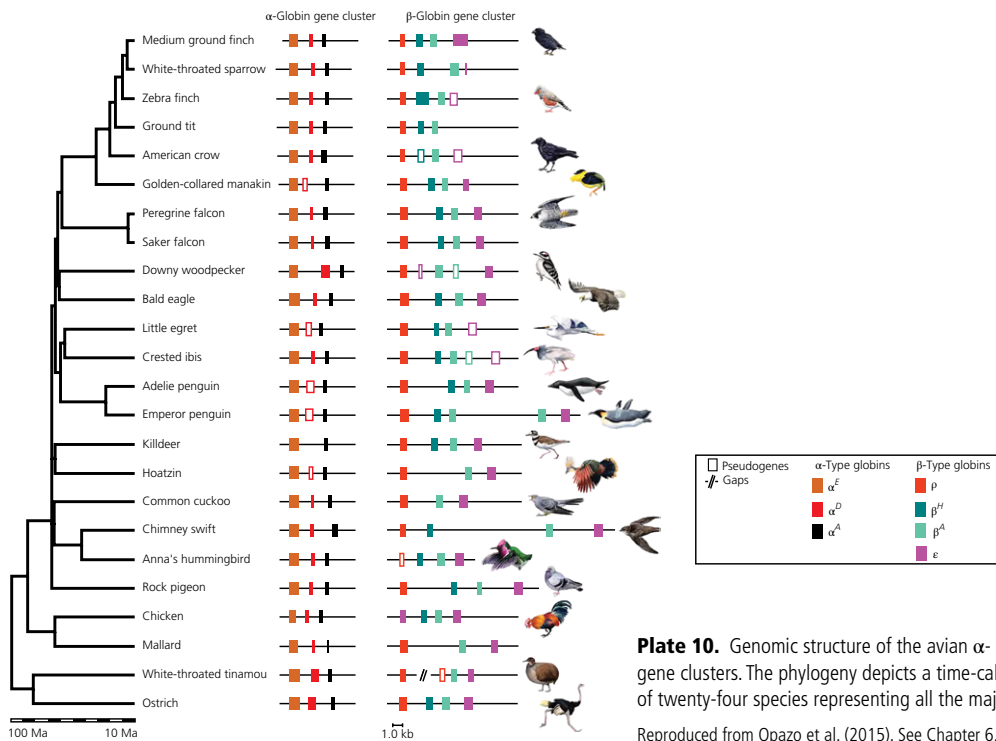 α-Globin gene cluster
β-Globin gene cluster
Medium ground finch
White-throated sparrow
Zebra finch
Ground tit
American crow
Golden-collared manakin
Peregrine falcon
Saker falcon
Downy woodpecker
Bald eagle
Little egret
Crested ibis
Adelie penguin
Emperor penguin
Killdeer
Hoatzin
Common cuckoo
Chimney swift
Anna's hummingbird
Rock pigeon
Chicken
Mallard
White-throated tinamou
Ostrich
100 Ma
10 Ma
1.0 kb
Pseudogenes
Gaps
α-Type globins
αE
αD
αA
β-Type globins
ρ
βH
βA
ε
Plate 10. Genomic structure of the avian α-
gene clusters. The phylogeny depicts a time-cal
of twenty-four species representing all the maj
Reproduced from Opazo et al. (2015). See Chapter 6.